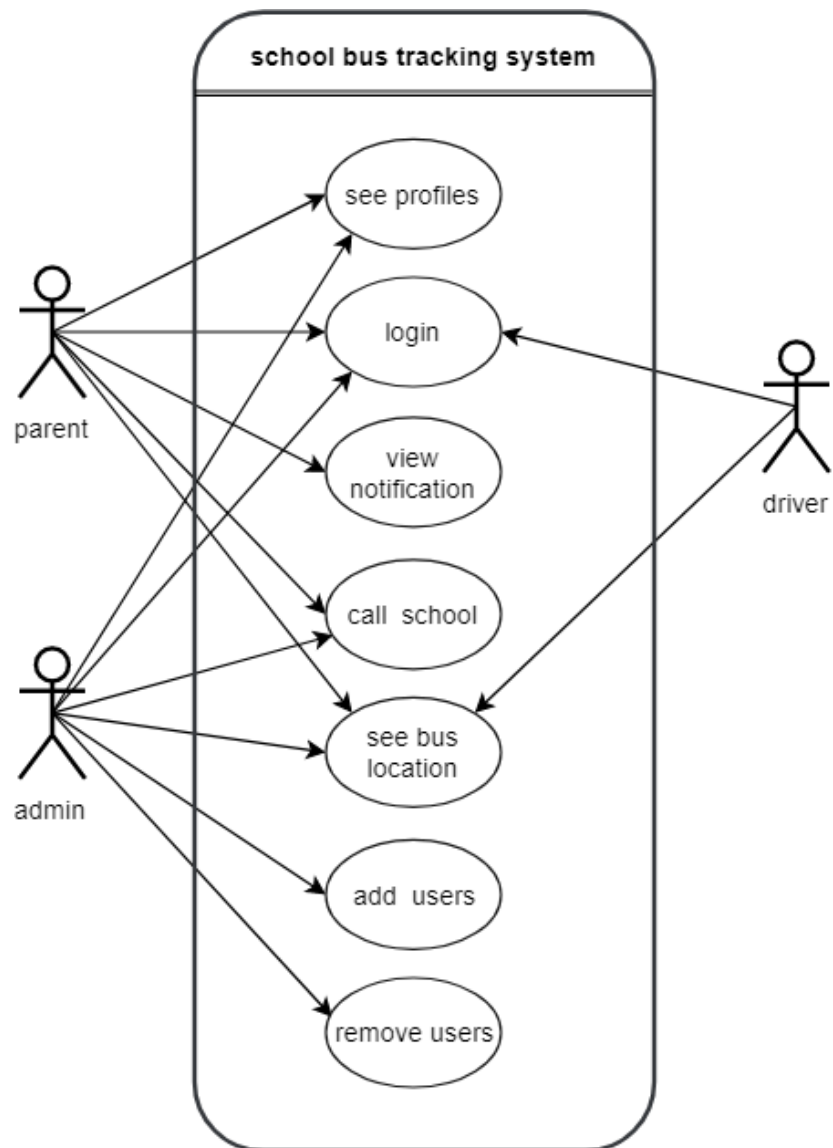 school bus tracking system
see profiles
login
parent
view
notification
driver
call school
see bus
location
admin
add users
remove users